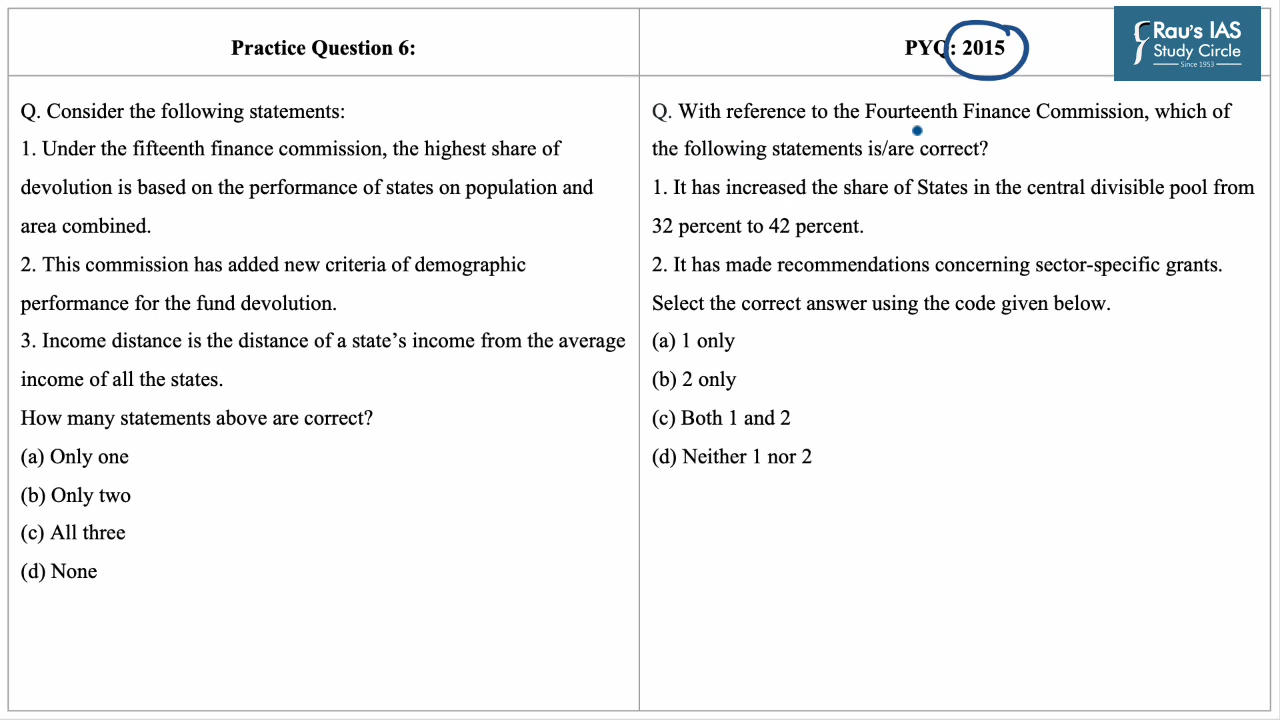 Practice Question 6:
PYQ: 2015
Rau's IAS
Study Circle
Since 1953
Q. Consider the following statements:
1. Under the fifteenth finance commission, the highest share of
devolution is based on the performance of states on population and
area combined.
2. This commission has added new criteria of demographic
performance for the fund devolution.
3. Income distance is the distance of a state’s income from the average
income of all the states.
How many statements above are correct?
(a) Only one
(b) Only two
(c) All three
(d) None
Q. With reference to the Fourteenth Finance Commission, which of
the following statements is/are correct?
1. It has increased the share of States in the central divisible pool from
32 percent to 42 percent.
2. It has made recommendations concerning sector-specific grants.
Select the correct answer using the code given below.
(a) 1 only
(b) 2 only
(c) Both 1 and 2
(d) Neither 1 nor 2